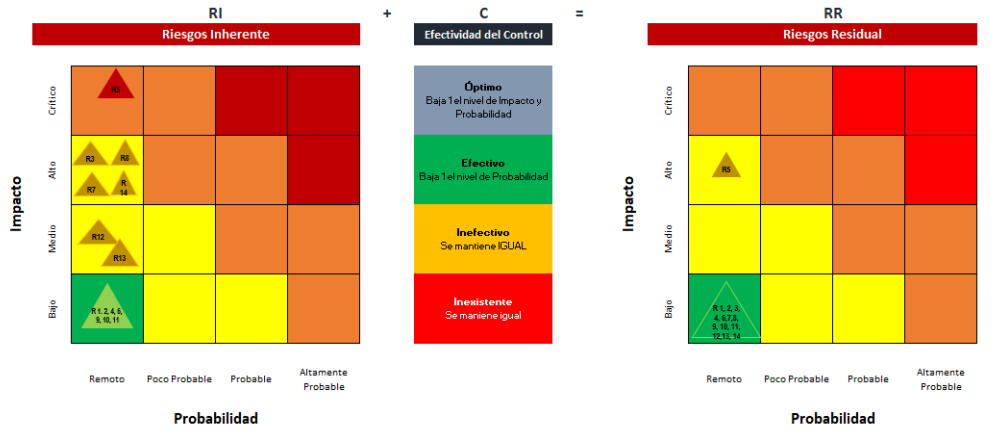 RI + C = RR
Riesgos Inherente
Efectividad del Control
Riesgos Residual
Impacto
Crítico
Alto
Medio
Bajo
R5
R3
R8
R7
R
14
R12
R13
R 1. 2, 4, 6,
9, 10, 11
Remoto
Poco Probable
Probable
Altamente
Probable
Probabilidad
Óptimo
Baja 1 el nivel de Impacto y
Probabilidad
Efectivo
Baja 1 el nivel de Probabilidad
Inefectivo
Se mantiene IGUAL
Inexistente
Se maniene igual
Impacto
Crítico
Alto
Medio
Bajo
R5
R 1, 2, 3,
4, 6,7,8,
9, 10, 11,
12,13, 14
Remoto
Poco Probable
Probable
Altamente
Probable
Probabilidad